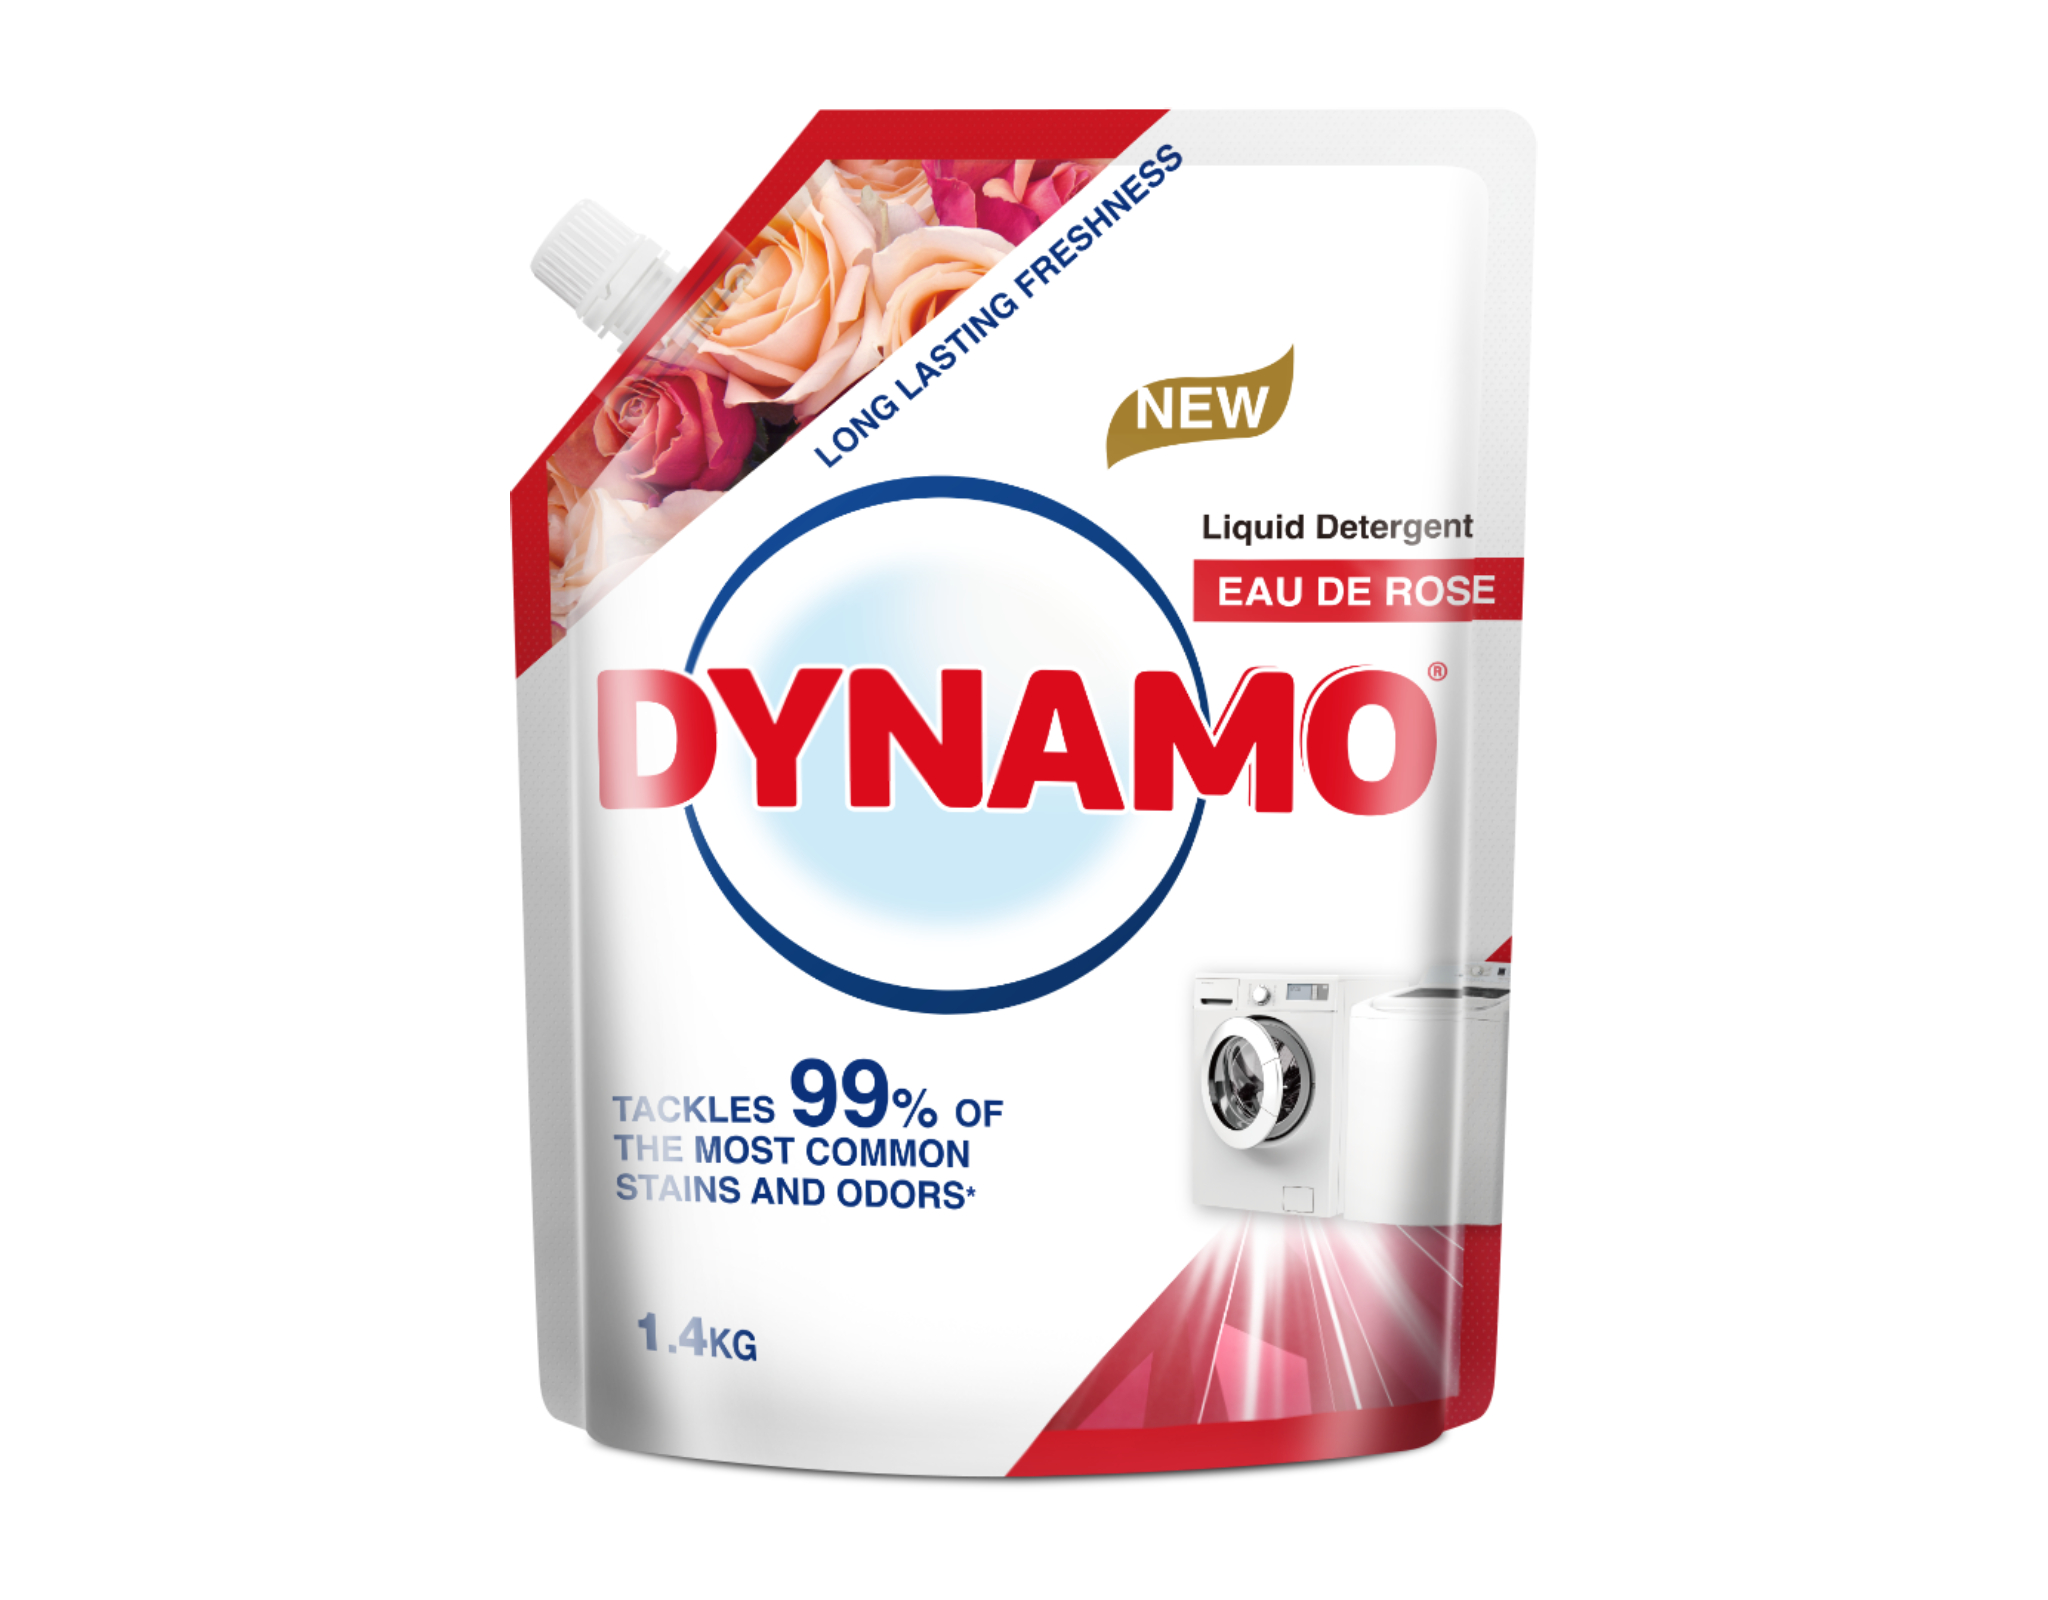 LONG LASTING FRESHNESS
NEW
Liquid Detergent
EAU DE ROSE
DYNAMO®
TACKLES 99% OF
THE MOST COMMON
STAINS AND ODORS*
1.4KG